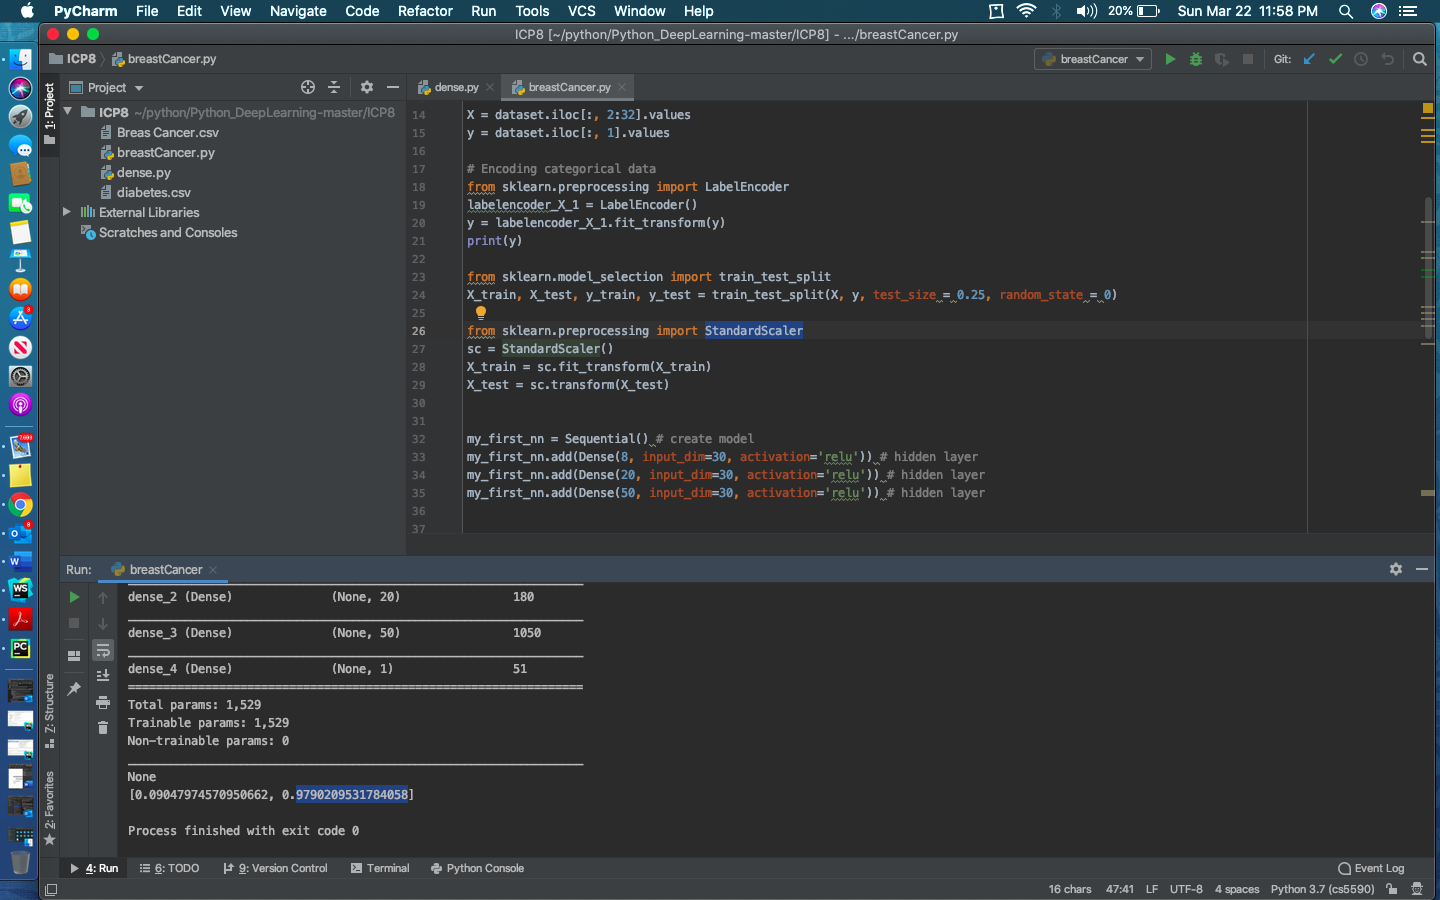 PyCharm File Edit View Navigate Code Refactor Run Tools VCS Window Help 20% Sun Mar 22 11:58 PM
ICP8 [~/python/Python_DeepLearning-master/ICP8] - .../breastCancer.py
ICP8 breastCancer.py breastCancer Git:
1: Project
Project
ICP8 ~/python/Python_DeepLearning-master/ICP8
Breas Cancer.csv
breastCancer.py
dense.py
diabetes.csv
External Libraries
Scratches and Consoles
dense.py breastCancer.py
14 X = dataset.iloc[:, 2:32].values
15 y = dataset.iloc[:, 1].values
16
17 # Encoding categorical data
18 from sklearn.preprocessing import LabelEncoder
19 labelencoder_X_1 = LabelEncoder()
20 y = labelencoder_X_1.fit_transform(y)
21 print(y)
22
23 from sklearn.model_selection import train_test_split
24 X_train, X_test, y_train, y_test = train_test_split(X, y, test_size = 0.25, random_state = 0)
25
26 from sklearn.preprocessing import StandardScaler
27 sc = StandardScaler()
28 X_train = sc.fit_transform(X_train)
29 X_test = sc.transform(X_test)
30
31
32 my_first_nn = Sequential() # create model
33 my_first_nn.add(Dense(8, input_dim=30, activation='relu')) # hidden layer
34 my_first_nn.add(Dense(20, input_dim=30, activation='relu')) # hidden layer
35 my_first_nn.add(Dense(50, input_dim=30, activation='relu')) # hidden layer
36
37
Run: breastCancer
dense_2 (Dense) (None, 20) 180
dense_3 (Dense) (None, 50) 1050
dense_4 (Dense) (None, 1) 51
=================================================================
Total params: 1,529
Trainable params: 1,529
Non-trainable params: 0
None
[0.09047974570950662, 0.9790209531784058]
Process finished with exit code 0
Z: Structure
2: Favorites
4: Run 6: TODO 9: Version Control Terminal Python Console Event Log
16 chars 47:41 LF UTF-8 4 spaces Python 3.7 (cs5590)